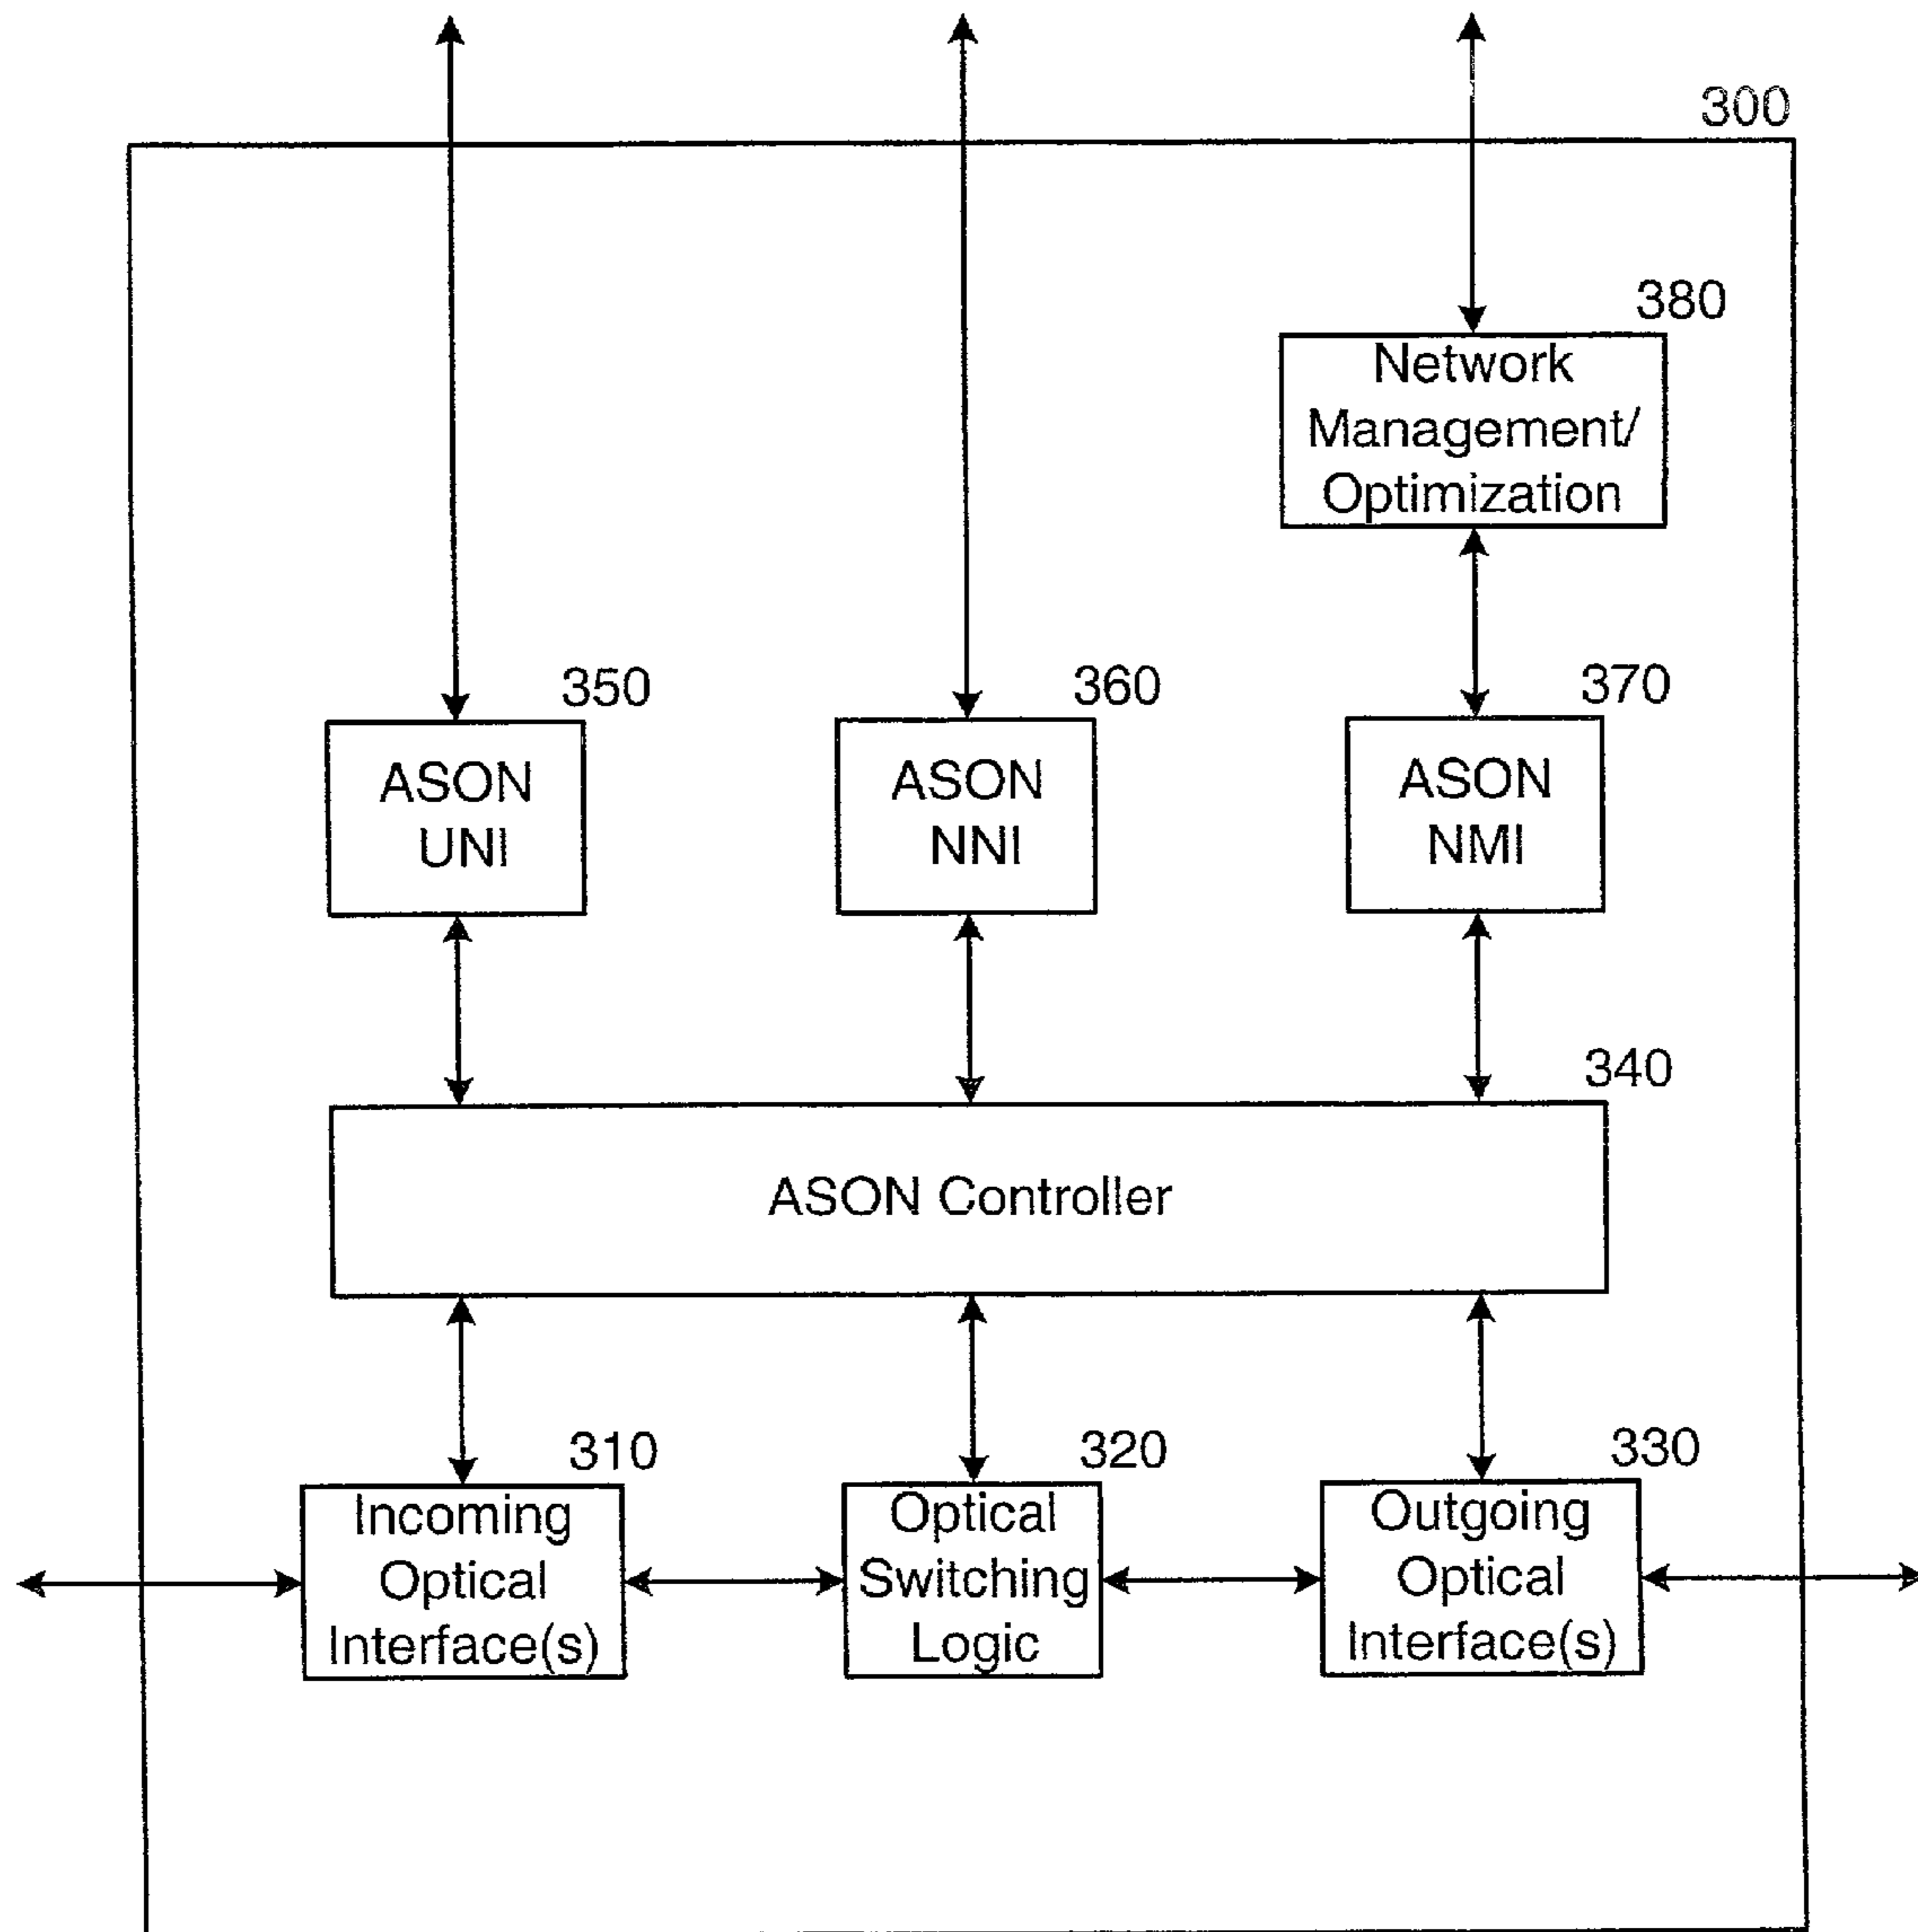 300
380
Network
Management/
Optimization
350
360
370
ASON
UNI
ASON
NNI
ASON
NMI
340
ASON Controller
310
320
330
Incoming
Optical
Interface(s)
Optical
Switching
Logic
Outgoing
Optical
Interface(s)